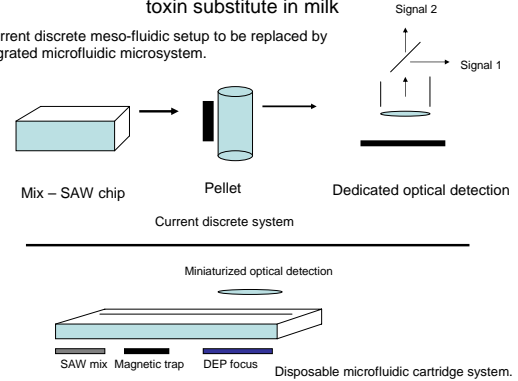 toxin substitute in milk
Signal 2
rrent discrete meso-fluidic setup to be replaced by
grated microfluidic microsystem.
Signal 1
Mix – SAW chip
Pellet
Dedicated optical detection
Current discrete system
Miniaturized optical detection
SAW mix Magnetic trap DEP focus
Disposable microfluidic cartridge system.